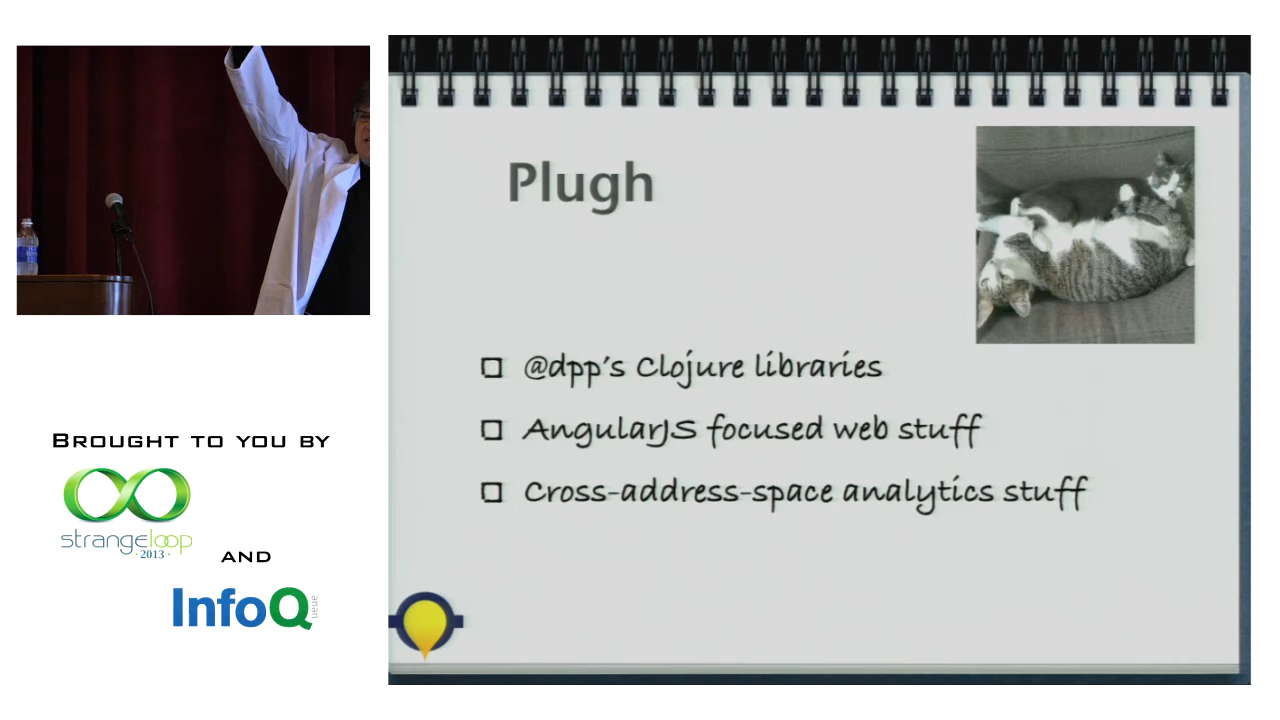 Plugh
@dpp's Clojure libraries
AngularJS focused web stuff
Cross-address-space analytics stuff
BROUGHT TO YOU BY
strangeloop
· 2013 ·
AND
InfoQ
ueue